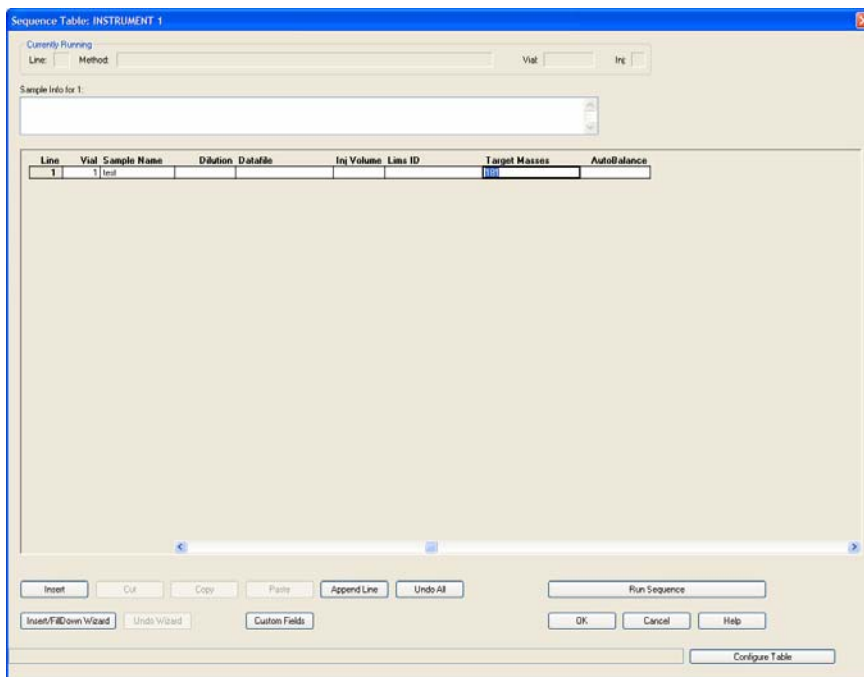 Sequence Table: INSTRUMENT 1
Currently Running
Line: Method: Vial: Inj:
Sample Info for 1:
Line Vial Sample Name Dilution Datafile Inj Volume Lims ID Target Masses AutoBalance
1 1 test
Insert Cut Copy Paste Append Line Undo All Run Sequence
Insert/FillDown Wizard Undo Wizard Custom Fields OK Cancel Help
Configure Table